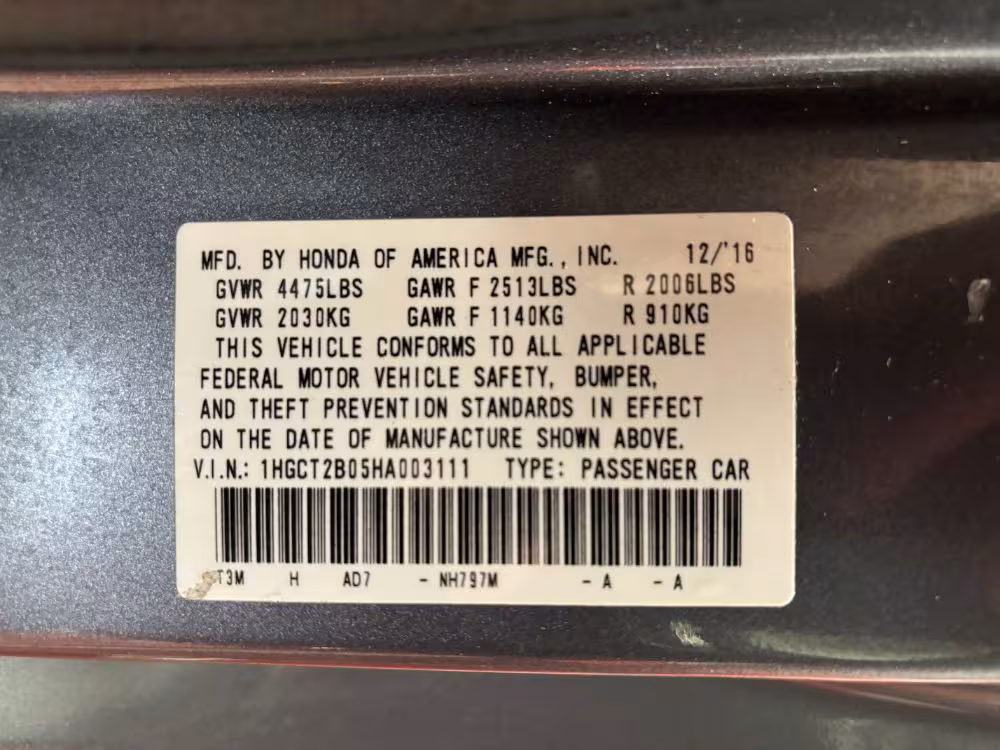 MFD. BY HONDA OF AMERICA MFG., INC. 12/'16
GVWR 4475LBS GAWR F 2513LBS R 2006LBS
GVWR 2030KG GAWR F 1140KG R 910KG
THIS VEHICLE CONFORMS TO ALL APPLICABLE
FEDERAL MOTOR VEHICLE SAFETY, BUMPER,
AND THEFT PREVENTION STANDARDS IN EFFECT
ON THE DATE OF MANUFACTURE SHOWN ABOVE.
V.I.N.: 1HGCT2B05HA003111 TYPE: PASSENGER CAR
H AD7 - NH797M - A - A